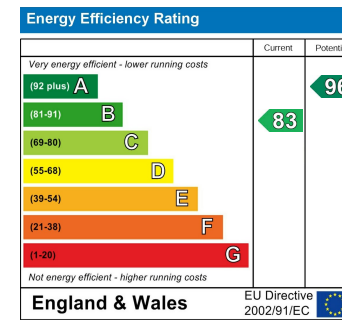 Energy Efficiency Rating
Current
Very energy efficient - lower running costs
(92 plus) A
96
(81-91) B
83
(69-80) C
(55-68) D
(39-54) E
(21-38) F
(1-20) G
Not energy efficient - higher running costs
England & Wales
EU Directive
2002/91/EC